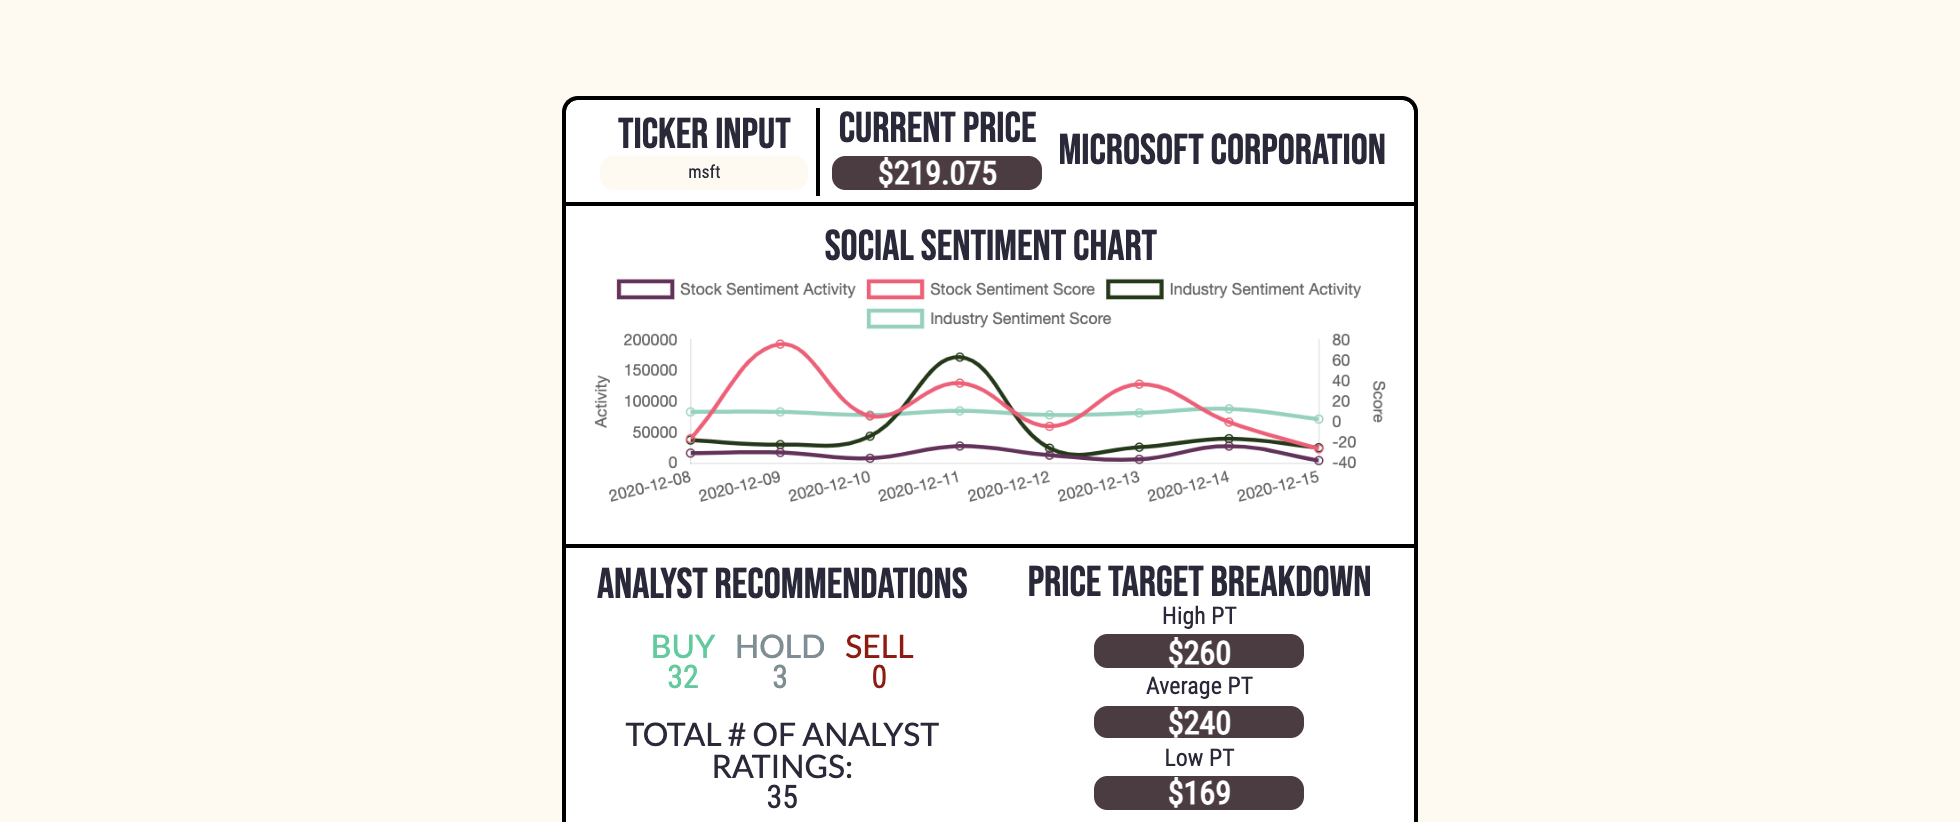 TICKER INPUT
msft
CURRENT PRICE
$219.075
MICROSOFT CORPORATION
SOCIAL SENTIMENT CHART
Stock Sentiment Activity
Stock Sentiment Score
Industry Sentiment Activity
Industry Sentiment Score
Activity
200000
150000
100000
50000
0
80
60
40
20
0
-20
-40
Score
2020-12-08
2020-12-09
2020-12-10
2020-12-11
2020-12-12
2020-12-13
2020-12-14
2020-12-15
ANALYST RECOMMENDATIONS
BUY HOLD SELL
32 3 0
TOTAL # OF ANALYST
RATINGS:
35
PRICE TARGET BREAKDOWN
High PT
$260
Average PT
$240
Low PT
$169